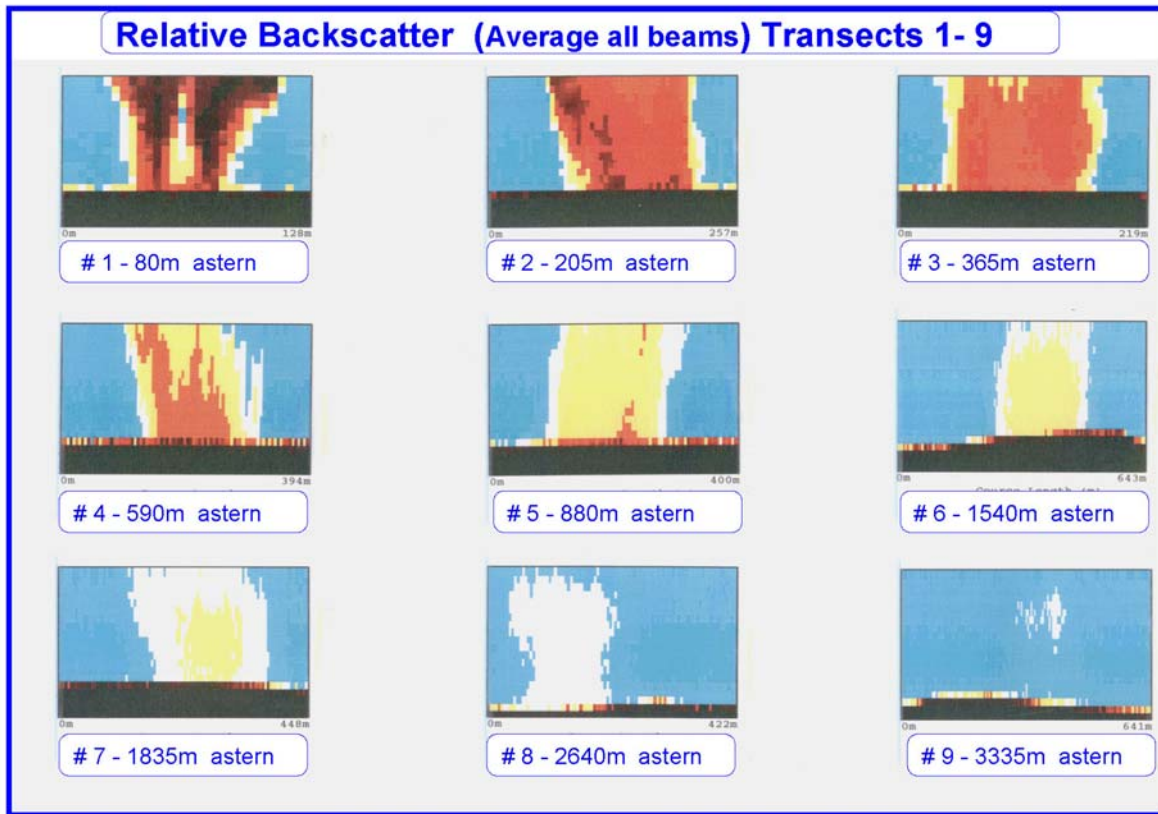 Relative Backscatter (Average all beams) Transects 1- 9
0m 128m
0m 257m
0m 219m
# 1 - 80m astern
# 2 - 205m astern
# 3 - 365m astern
0m 394m
0m 400m
0m 643m
# 4 - 590m astern
# 5 - 880m astern
# 6 - 1540m astern
0m 448m
0m 422m
0m 641m
# 7 - 1835m astern
# 8 - 2640m astern
# 9 - 3335m astern